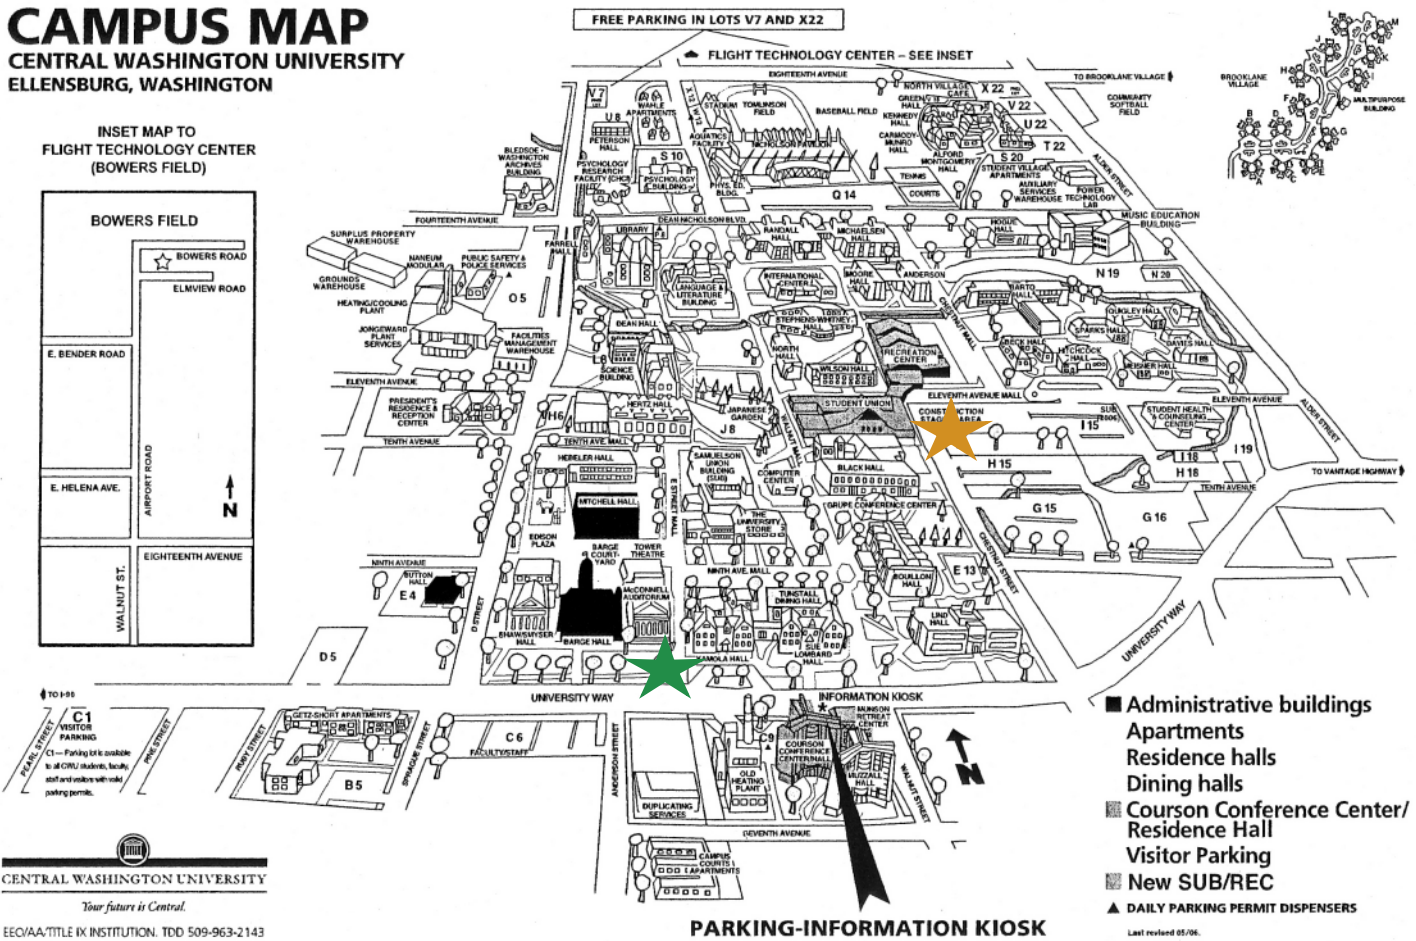 CAMPUS MAP
CENTRAL WASHINGTON UNIVERSITY
ELLENSBURG, WASHINGTON
FREE PARKING IN LOTS V7 AND X22
FLIGHT TECHNOLOGY CENTER – SEE INSET
EIGHTEENTH AVENUE
TO BROOKLANE VILLAGE
BROOKLANE
VILLAGE
MULTIPURPOSE
BUILDING
COMMUNITY
SOFTBALL
FIELD
INSET MAP TO
FLIGHT TECHNOLOGY CENTER
(BOWERS FIELD)
BOWERS FIELD
BOWERS ROAD
ELMVIEW ROAD
E. BENDER ROAD
E. HELENA AVE.
AIRPORT ROAD
N
EIGHTEENTH AVENUE
WALNUT ST.
V 7
WAHLE
APARTMENTS
U 8
PETERSON
HALL
X 12
W 12
STADIUM
TOMLINSON
FIELD
BASEBALL FIELD
NORTH VILLAGE
CAFE
GREEN
HALL
KENNEDY
HALL
CARMODY-
MUNRO
HALL
X 22
V 22
U 22
T 22
S 20
ALFORD
MONTGOMERY
HALL
STUDENT VILLAGE
APARTMENTS
AUXILIARY
SERVICES
WAREHOUSE
POWER
TECHNOLOGY
LAB
ALDER STREET
BLEDSOE -
WASHINGTON
ARCHIVES
BUILDING
PSYCHOLOGY
RESEARCH
FACILITY (CHCI)
S 10
PSYCHOLOGY
BUILDING
AQUATICS
FACILITY
NICHOLSON PAVILION
PHYS. ED.
BLDG.
TENNIS
COURTS
Q 14
FOURTEENTH AVENUE
DEAN NICHOLSON BLVD.
MUSIC EDUCATION
BUILDING
HOGUE
HALL
SURPLUS PROPERTY
WAREHOUSE
GROUNDS
WAREHOUSE
NANEUM
MODULAR
PUBLIC SAFETY &
POLICE SERVICES
O 5
FARRELL
HALL
LIBRARY
RANDALL
HALL
MICHAELSEN
HALL
LANGUAGE &
LITERATURE
BUILDING
INTERNATIONAL
CENTER
MOORE
HALL
ANDERSON
BARTO
HALL
N 19
N 20
HEATING/COOLING
PLANT
JONGEWARD
PLANT
SERVICES
FACILITIES
MANAGEMENT
WAREHOUSE
DEAN HALL
L8
SCIENCE
BUILDING
STEPHENS-WHITNEY
HALL
NORTH
HALL
WILSON HALL
RECREATION
CENTER
CHESTNUT MALL
QUIGLEY HALL
SPARKS HALL
BECK HALL
HITCHCOCK
HALL
DAVIES HALL
MEISNER HALL
ELEVENTH AVENUE
PRESIDENT'S
RESIDENCE &
RECEPTION
CENTER
H6
HERTZ HALL
JAPANESE
GARDEN
J 8
WALNUT MALL
STUDENT UNION
ELEVENTH AVENUE MALL
CONSTRUCTION
I 15
STUDENT HEALTH
& COUNSELING
CENTER
ELEVENTH AVENUE
ALDER STREET
I 18
I 19
TENTH AVENUE
TENTH AVE. MALL
HEBELER HALL
SAMUELSON
UNION
BUILDING
(SUB)
COMPUTER
CENTER
BLACK HALL
H 15
H 18
TENTH AVENUE
TO VANTAGE HIGHWAY
MITCHELL HALL
E STREET MALL
THE
UNIVERSITY
STORE
GRUPE CONFERENCE CENTER
G 15
G 16
EDISON
PLAZA
BARGE
COURT-
YARD
TOWER
THEATRE
NINTH AVE. MALL
BOUILLON
HALL
E 13
CHESTNUT STREET
NINTH AVENUE
BUTTON
HALL
E 4
D STREET
SHAW/SMYSER
HALL
BARGE HALL
McCONNELL
AUDITORIUM
TUNSTALL
DINING HALL
KAMOLA HALL
SUE
LOMBARD
HALL
LIND
HALL
UNIVERSITY WAY
D 5
TO I-90
UNIVERSITY WAY
INFORMATION KIOSK
C1
VISITOR
PARKING
C1 — Parking lot is available
to all CWU students, faculty,
staff and visitors with valid
parking permits.
PEARL STREET
PINE STREET
RUBY STREET
GETZ-SHORT APARTMENTS
B 5
SPRAGUE STREET
C 6
FACULTY/STAFF
ANDERSON STREET
C9
OLD
HEATING
PLANT
DUPLICATING
SERVICES
COURSON
CONFERENCE
CENTER/HALL
MUNSON
RETREAT
CENTER
MUZZALL
HALL
WALNUT STREET
N
SEVENTH AVENUE
CAMPUS
COURTS
APARTMENTS
PARKING-INFORMATION KIOSK
Administrative buildings
Apartments
Residence halls
Dining halls
Courson Conference Center/
Residence Hall
Visitor Parking
New SUB/REC
DAILY PARKING PERMIT DISPENSERS
Last revised 05/06.
CENTRAL WASHINGTON UNIVERSITY
Your future is Central.
EEO/AA/TITLE IX INSTITUTION. TDD 509-963-2143